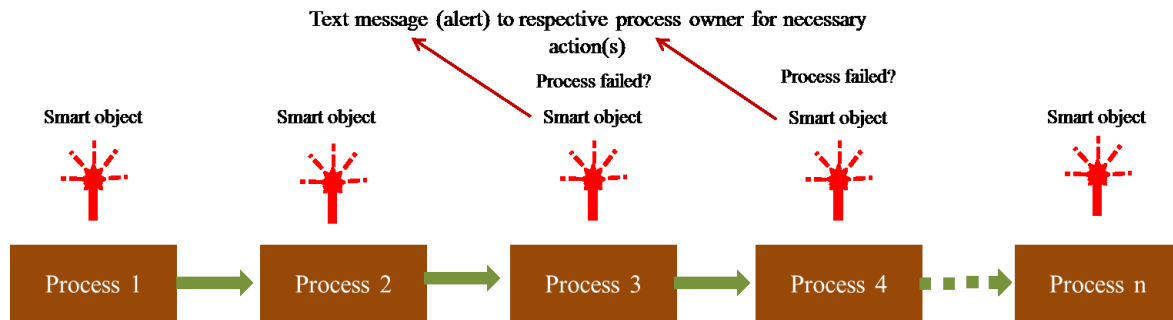 Text message (alert) to respective process owner for necessary
action(s)
Process failed?
Process failed?
Smart object
Smart object
Smart object
Smart object
Smart object
Process 1
Process 2
Process 3
Process 4
Process n